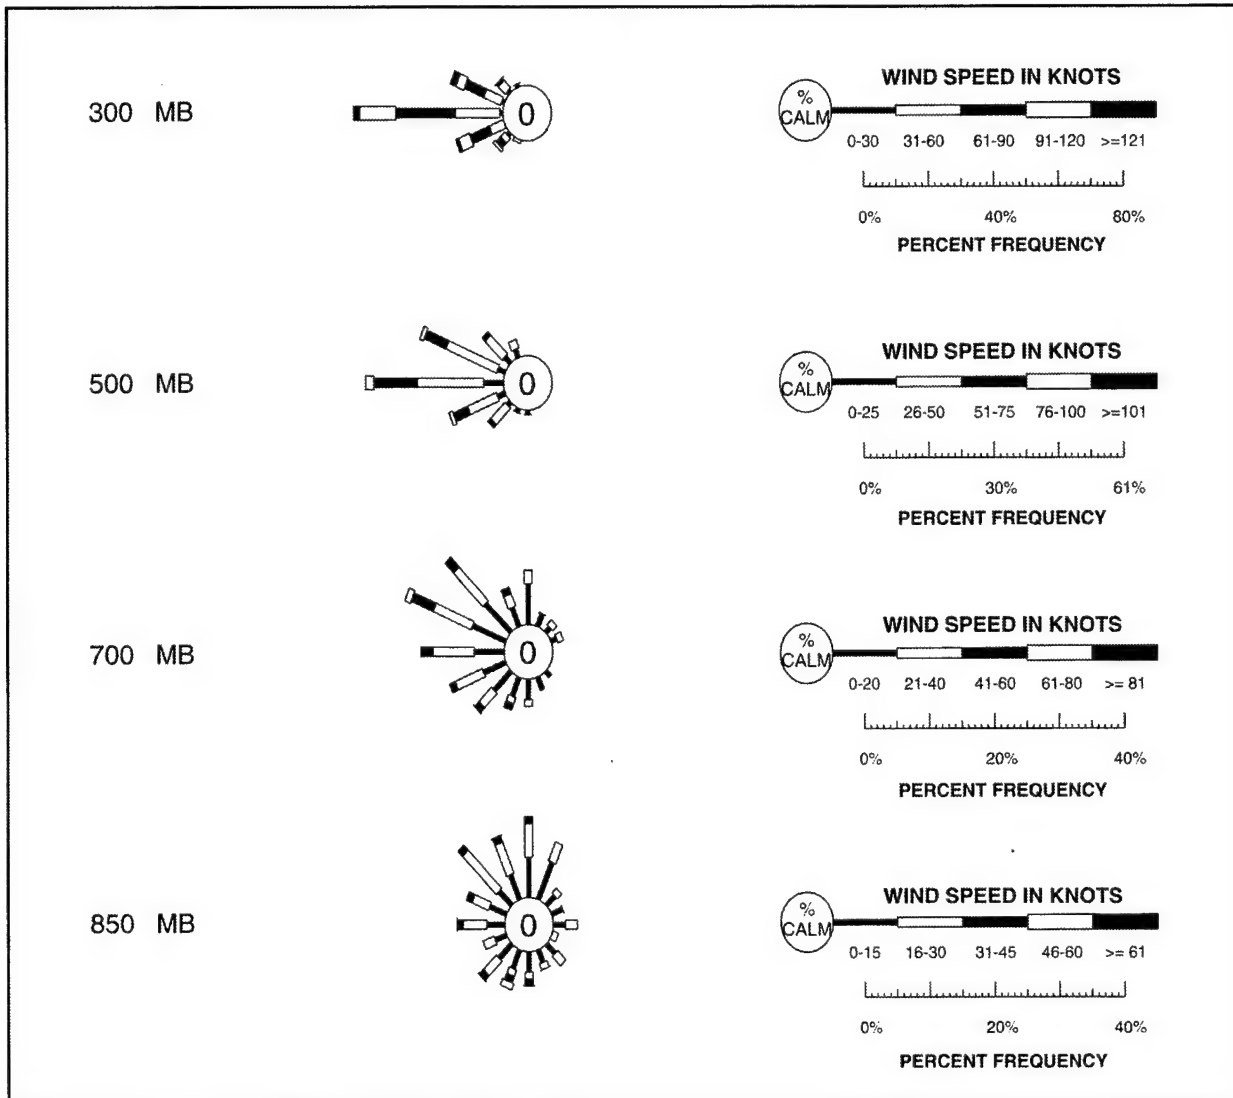 300 MB
0
WIND SPEED IN KNOTS
% CALM
0-30 31-60 61-90 91-120 >=121
0% 40% 80%
PERCENT FREQUENCY
500 MB
0
WIND SPEED IN KNOTS
% CALM
0-25 26-50 51-75 76-100 >=101
0% 30% 61%
PERCENT FREQUENCY
700 MB
0
WIND SPEED IN KNOTS
% CALM
0-20 21-40 41-60 61-80 >= 81
0% 20% 40%
PERCENT FREQUENCY
850 MB
0
WIND SPEED IN KNOTS
% CALM
0-15 16-30 31-45 46-60 >= 61
0% 20% 40%
PERCENT FREQUENCY